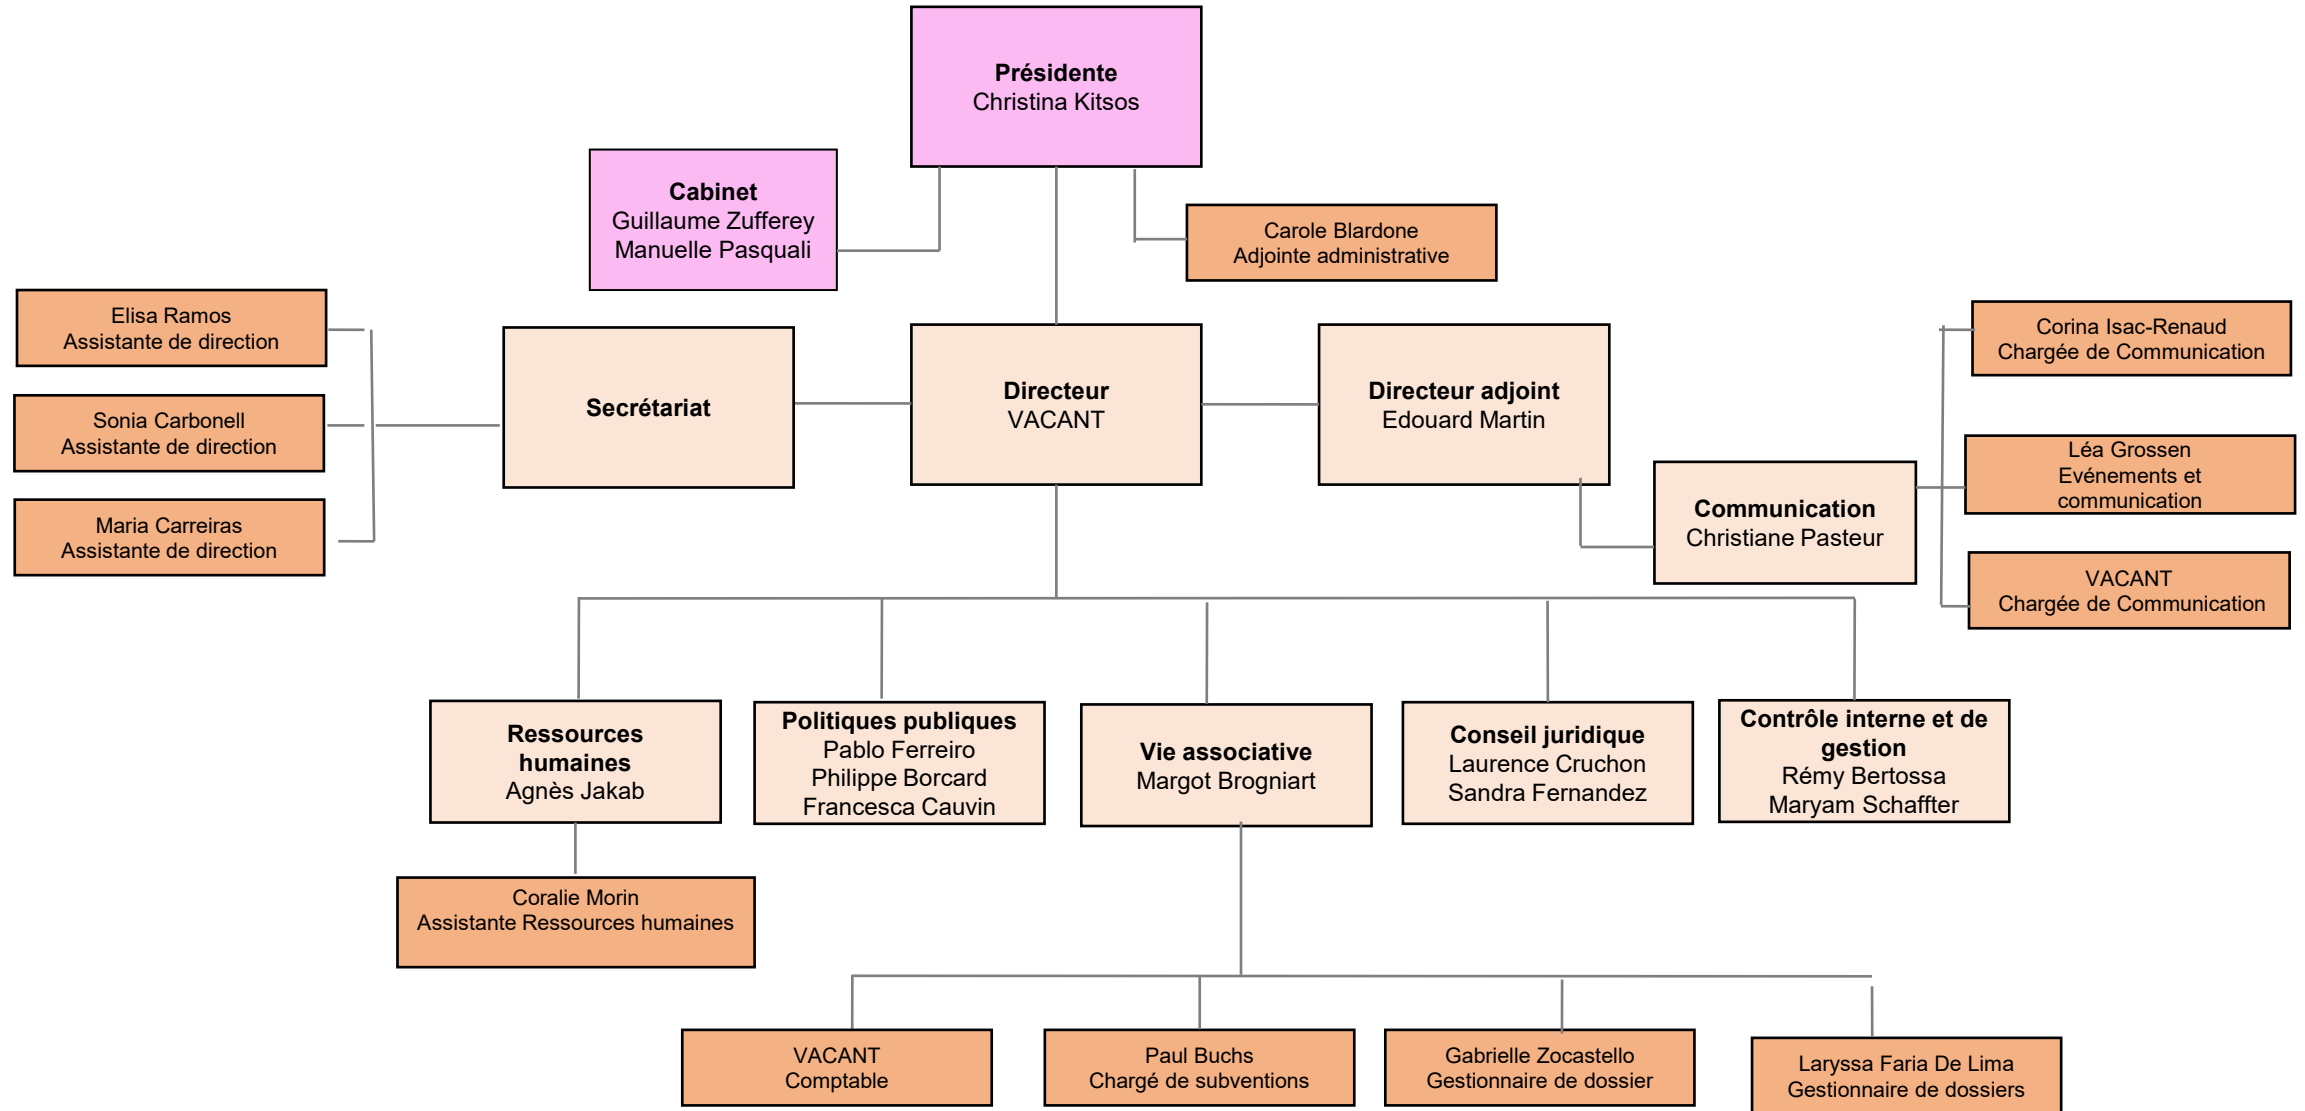 Présidente
Christina Kitsos
Cabinet
Guillaume Zufferey
Manuelle Pasquali
Carole Blardone
Adjointe administrative
Elisa Ramos
Assistante de direction
Sonia Carbonell
Assistante de direction
Maria Carreiras
Assistante de direction
Secrétariat
Directeur
VACANT
Directeur adjoint
Edouard Martin
Communication
Christiane Pasteur
Corina Isac-Renaud
Chargée de Communication
Léa Grossen
Evénements et
communication
VACANT
Chargée de Communication
Ressources
humaines
Agnès Jakab
Politiques publiques
Pablo Ferreiro
Philippe Borcard
Francesca Cauvin
Vie associative
Margot Brogniart
Conseil juridique
Laurence Cruchon
Sandra Fernandez
Contrôle interne et de
gestion
Rémy Bertossa
Maryam Schaffter
Coralie Morin
Assistante Ressources humaines
VACANT
Comptable
Paul Buchs
Chargé de subventions
Gabrielle Zocastello
Gestionnaire de dossier
Laryssa Faria De Lima
Gestionnaire de dossiers